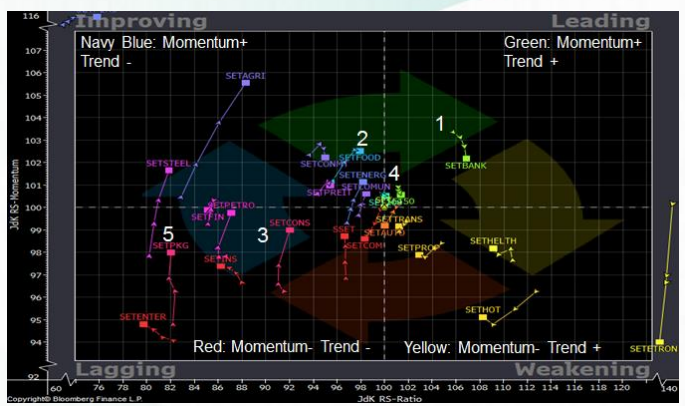 116
Improving
Leading
Navy Blue: Momentum+
Trend -
Green: Momentum+
Trend +
107
106
105
104
103
102
101
100
99
98
97
96
95
94
92
JdK RS-Momentum
SETAGRI
1
2
SETBANK
SETFOOD
SETCONMT
SETSTEEL
4
SETENERG
SETPREIT
SETCOMUN
SETPETRO
SETFIN
5
3
SETCONS
SSET
SETTRANS
SETAUTO
SETCOM
SETPKG
SETPROP
SETHELTH
SETINS
SETENTER
SETHOT
SETETRON
Red: Momentum- Trend -
Yellow: Momentum- Trend +
Lagging
Weakening
60
76
78
80
82
84
86
88
90
92
94
96
98
100
102
104
106
108
110
112
114
116
118
120
140
Copyright© Bloomberg Finance L.P.
JdK RS-Ratio